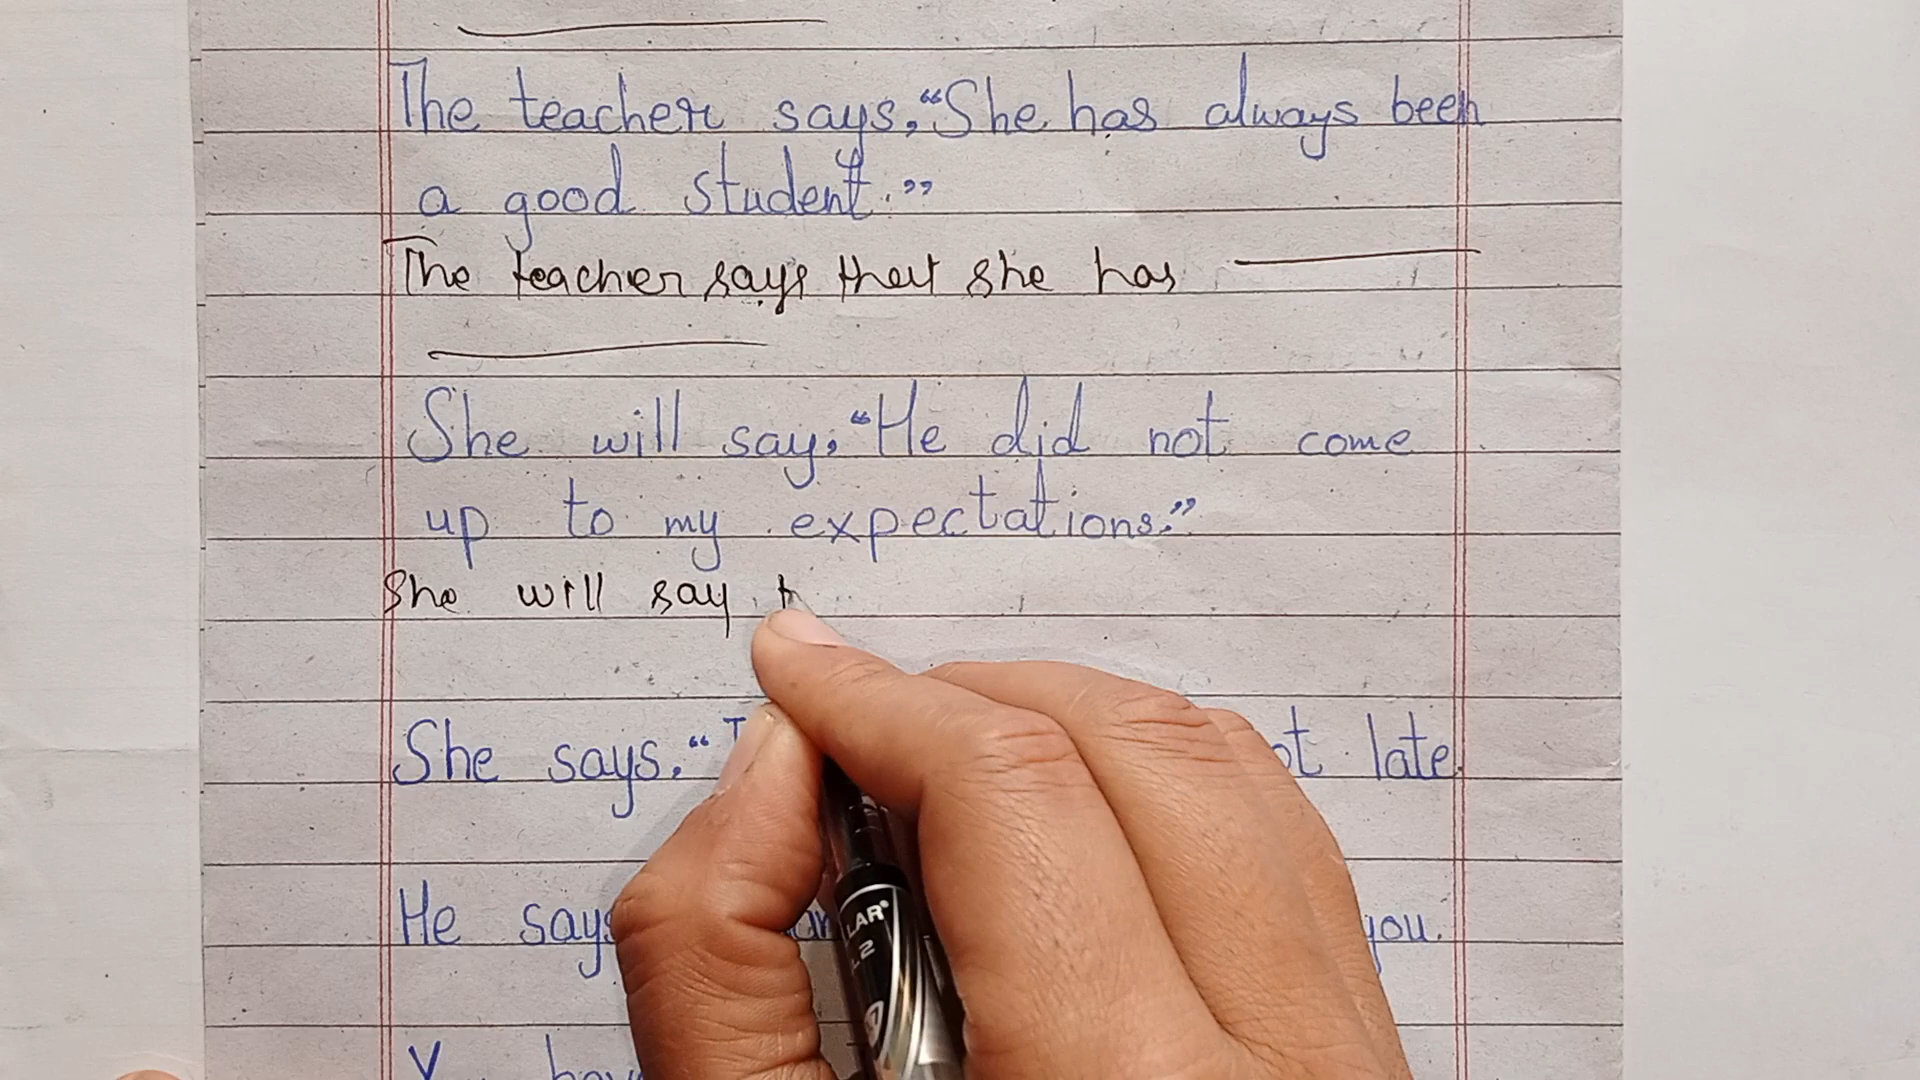 The teacher says, "She has always been
a good student."
The teacher says that she has
She will say, "He did not come
up to my expectations."
She will say
She says, " late
He says you.
LAR®